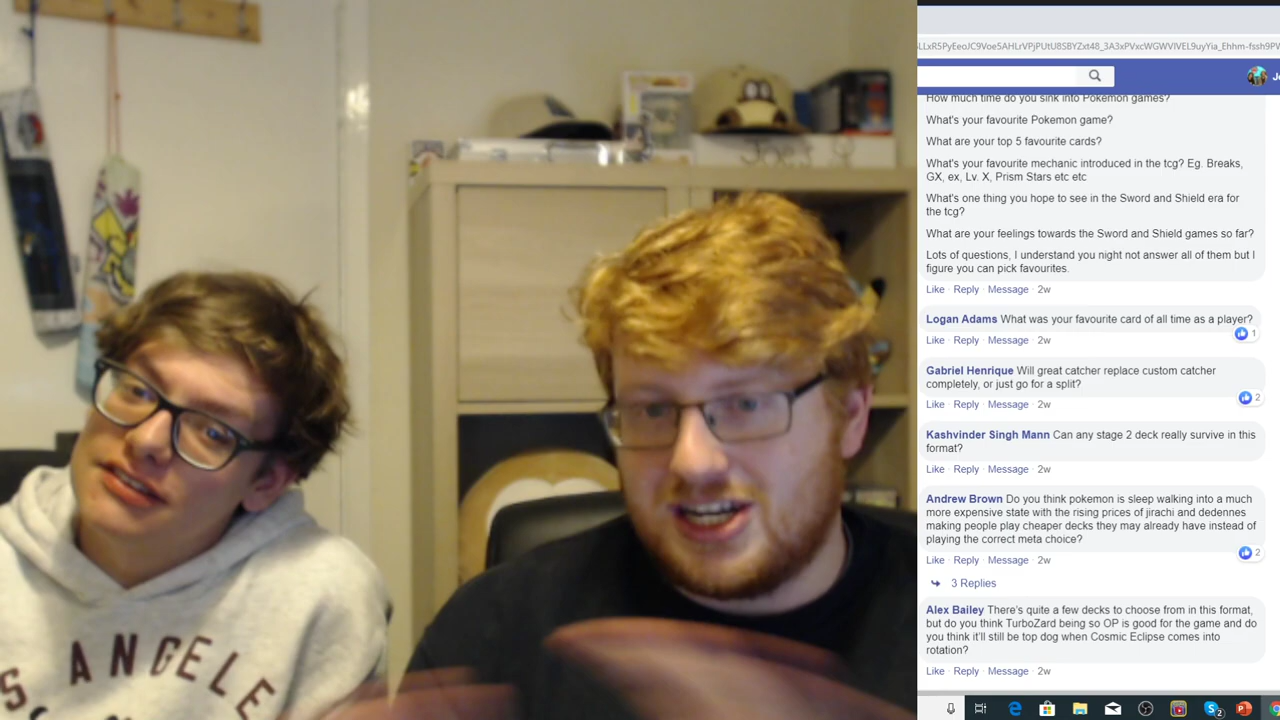 LLxR5PyEeoJC9Voe5AHLrVPjPUtU8SBYZxt48_3A3xPVxcWGWVIVEL9uyYia_Ehhm-fssh9PV
How much time do you sink into Pokemon games?
What's your favourite Pokemon game?
What are your top 5 favourite cards?
What's your favourite mechanic introduced in the tcg? Eg. Breaks,
GX, ex, Lv. X, Prism Stars etc etc
What's one thing you hope to see in the Sword and Shield era for
the tcg?
What are your feelings towards the Sword and Shield games so far?
Lots of questions, I understand you night not answer all of them but I
figure you can pick favourites.
Like · Reply · Message · 2w
Logan Adams What was your favourite card of all time as a player?
1
Like · Reply · Message · 2w
Gabriel Henrique Will great catcher replace custom catcher
completely, or just go for a split?
2
Like · Reply · Message · 2w
Kashvinder Singh Mann Can any stage 2 deck really survive in this
format?
Like · Reply · Message · 2w
Andrew Brown Do you think pokemon is sleep walking into a much
more expensive state with the rising prices of jirachi and dedennes
making people play cheaper decks they may already have instead of
playing the correct meta choice?
2
Like · Reply · Message · 2w
3 Replies
Alex Bailey There's quite a few decks to choose from in this format,
but do you think TurboZard being so OP is good for the game and do
you think it'll still be top dog when Cosmic Eclipse comes into
rotation?
Like · Reply · Message · 2w
S ANGELE